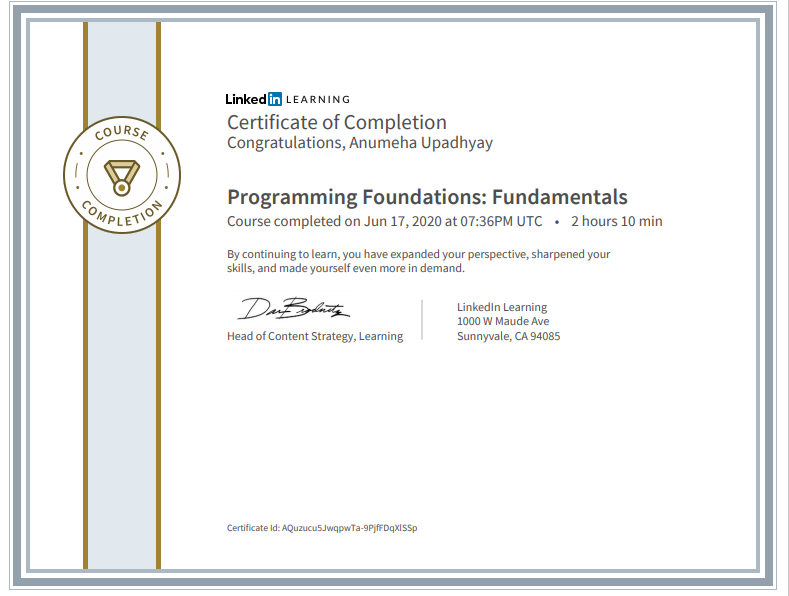 COURSE
COMPLETION
Linked in LEARNING
Certificate of Completion
Congratulations, Anumeha Upadhyay
Programming Foundations: Fundamentals
Course completed on Jun 17, 2020 at 07:36PM UTC • 2 hours 10 min
By continuing to learn, you have expanded your perspective, sharpened your
skills, and made yourself even more in demand.
Head of Content Strategy, Learning
LinkedIn Learning
1000 W Maude Ave
Sunnyvale, CA 94085
Certificate Id: AQuzucu5JwqpwTa-9PjfFDqXlSSp